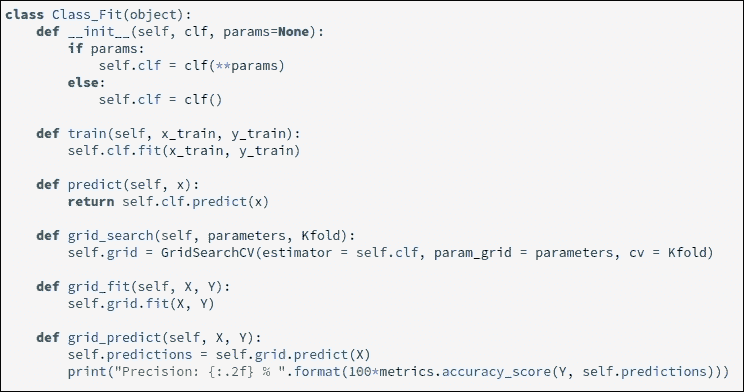 class Class_Fit(object):
    def __init__(self, clf, params=None):
        if params:
            self.clf = clf(**params)
        else:
            self.clf = clf()

    def train(self, x_train, y_train):
        self.clf.fit(x_train, y_train)

    def predict(self, x):
        return self.clf.predict(x)

    def grid_search(self, parameters, Kfold):
        self.grid = GridSearchCV(estimator = self.clf, param_grid = parameters, cv = Kfold)

    def grid_fit(self, X, Y):
        self.grid.fit(X, Y)

    def grid_predict(self, X, Y):
        self.predictions = self.grid.predict(X)
        print("Precision: {:.2f} % ".format(100*metrics.accuracy_score(Y, self.predictions)))